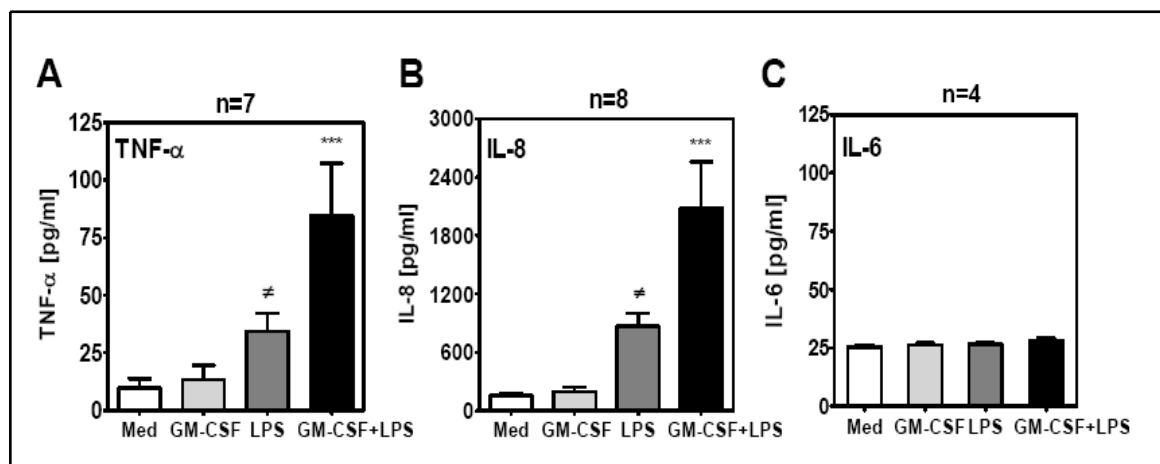 A
n=7
TNF-α
***
≠
125
100
75
50
25
0
TNF-α [pg/ml]
Med GM-CSF LPS GM-CSF+LPS
B
n=8
IL-8
***
≠
3000
2400
1800
1200
600
0
IL-8 [pg/ml]
Med GM-CSF LPS GM-CSF+LPS
C
n=4
IL-6
125
100
75
50
25
0
IL-6 [pg/ml]
Med GM-CSF LPS GM-CSF+LPS